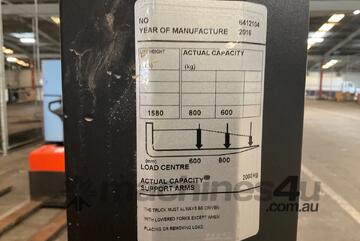 NO 6412104
YEAR OF MANUFACTURE 2016
HEIGHT ACTUAL CAPACITY
(kg)
1580 800 600
(mm) 600 800
LOAD CENTRE
ACTUAL CAPACITY
SUPPORT ARMS 2000 kg
THE TRUCK MUST ALWAYS BE DRIVEN
WITH LOWERED FORKS EXCEPT WHEN
PLACING OR REMOVING LOAD.
machines4u
.com.au